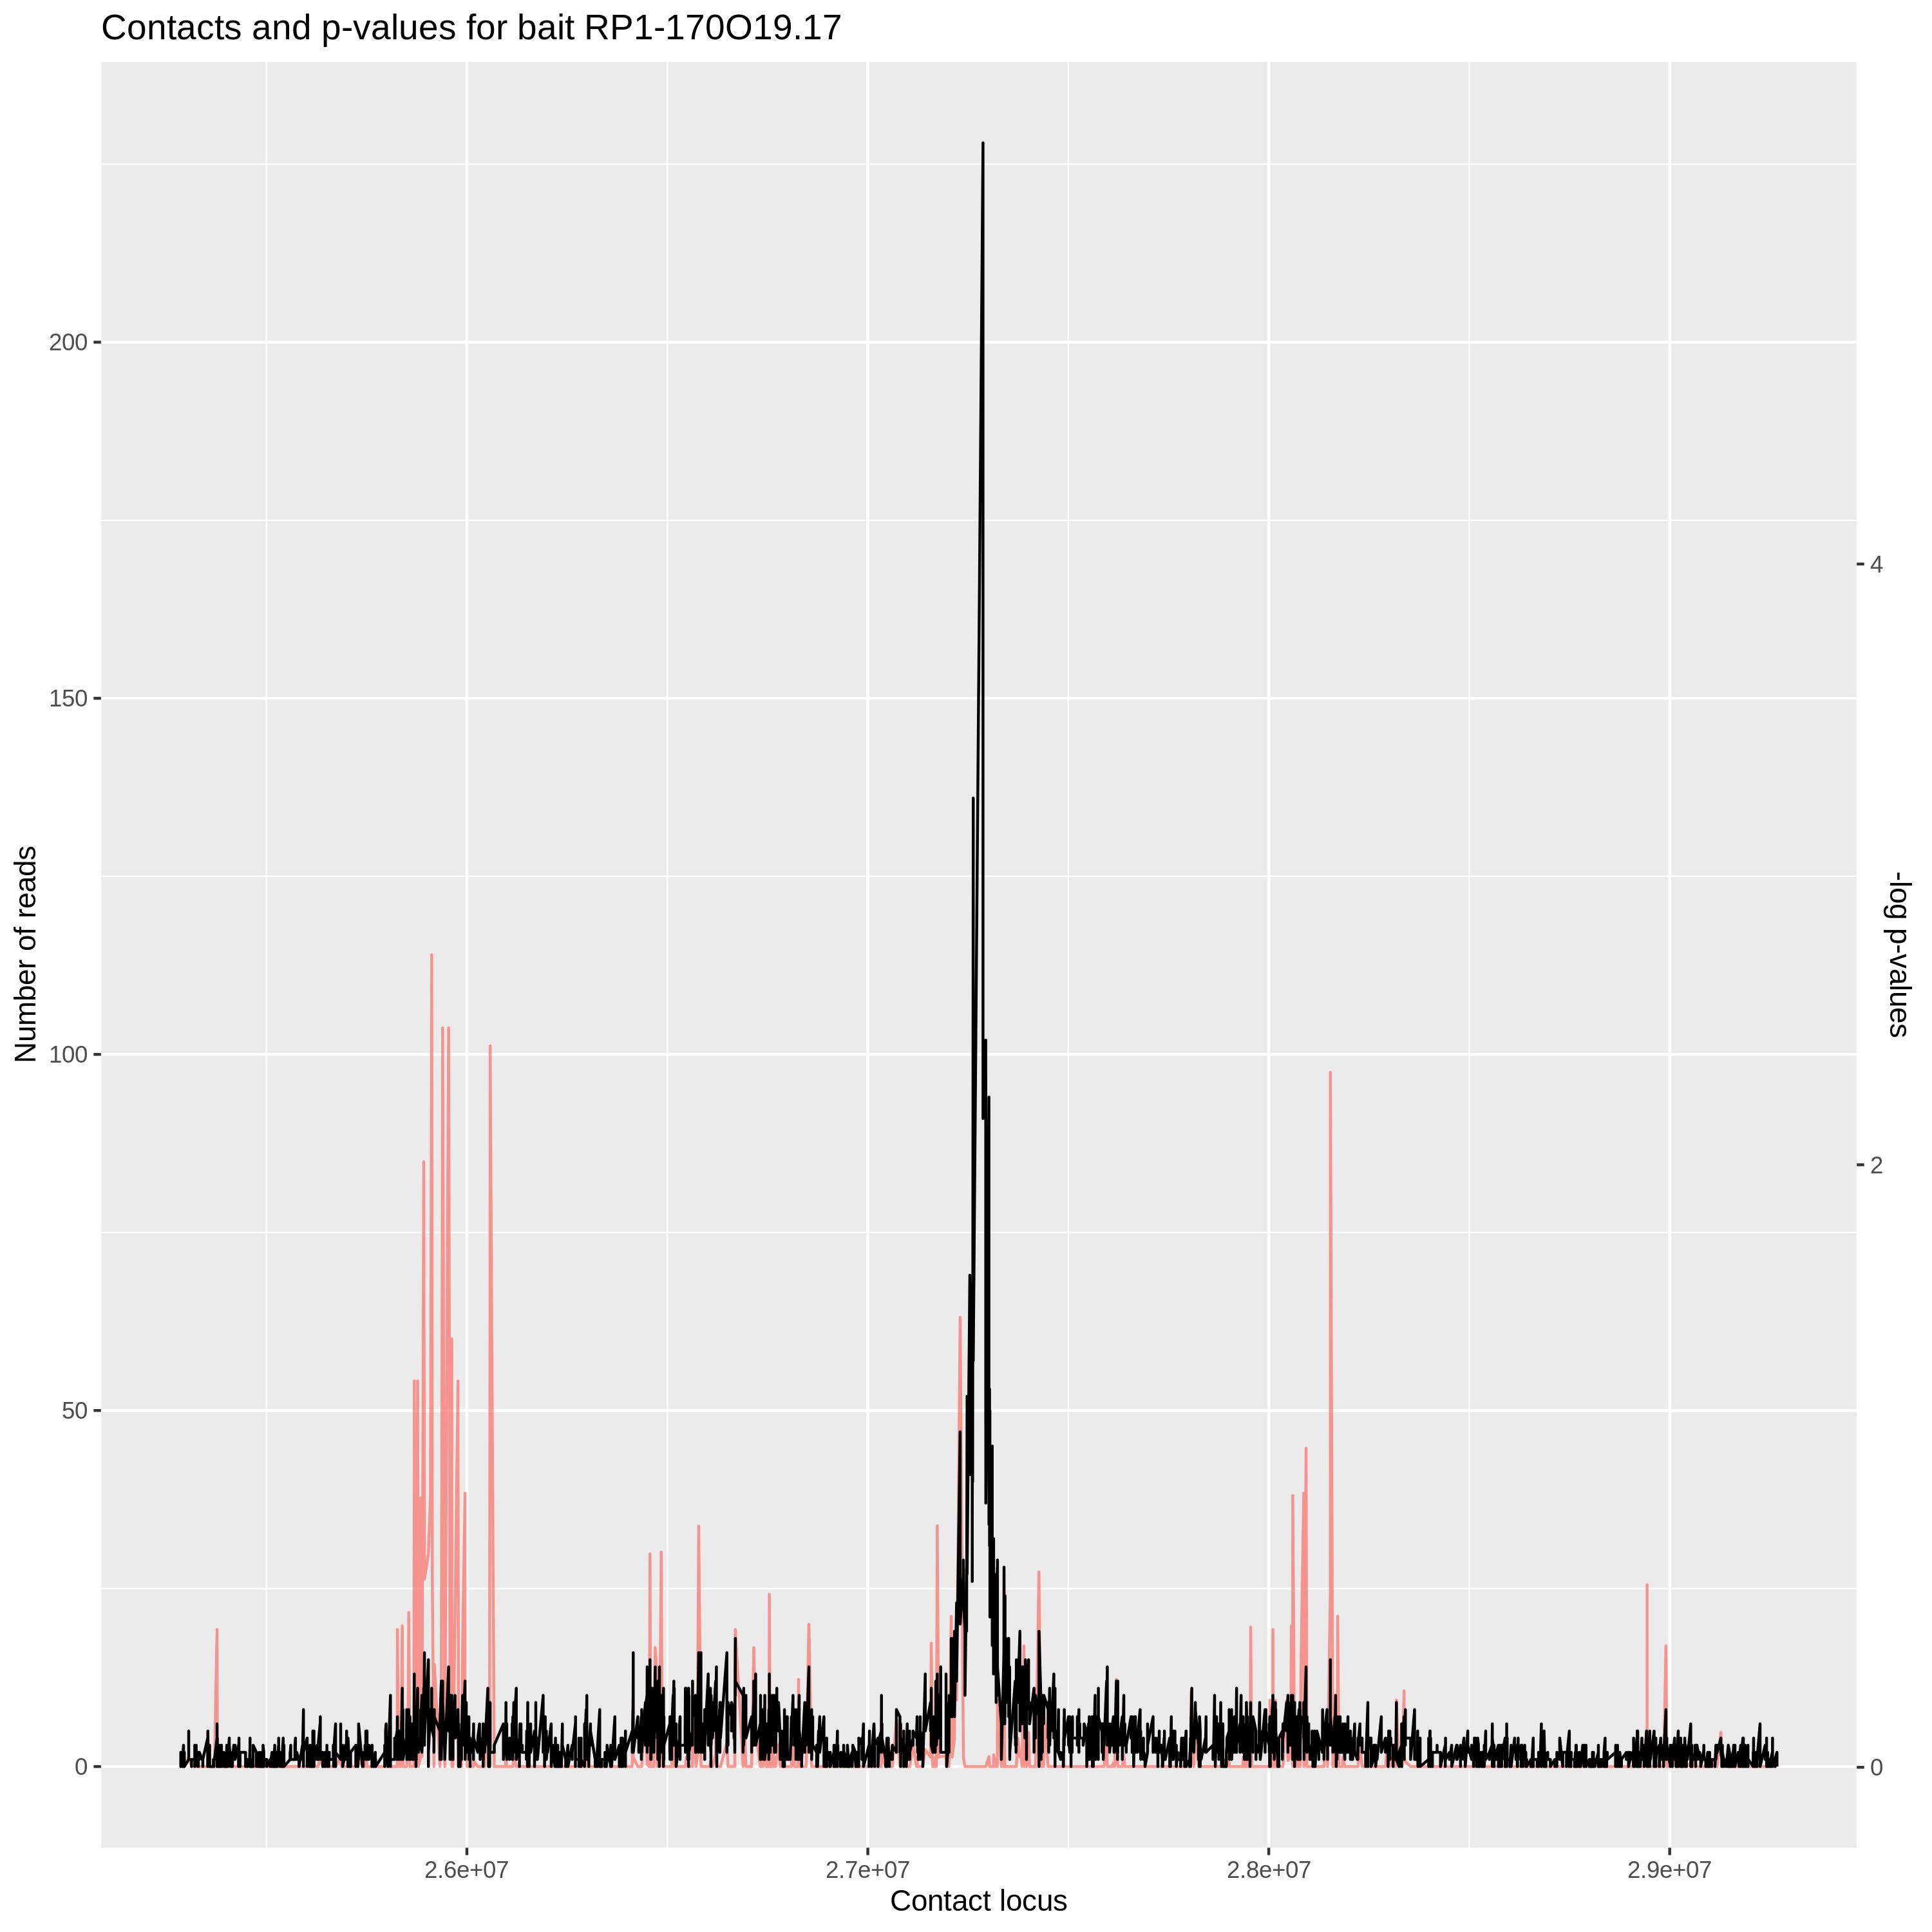 Contacts and p-values for bait RP1-170O19.17
200
150
100
50
0
Number of reads
4
2
0
-log p-values
2.6e+07
2.7e+07
2.8e+07
2.9e+07
Contact locus